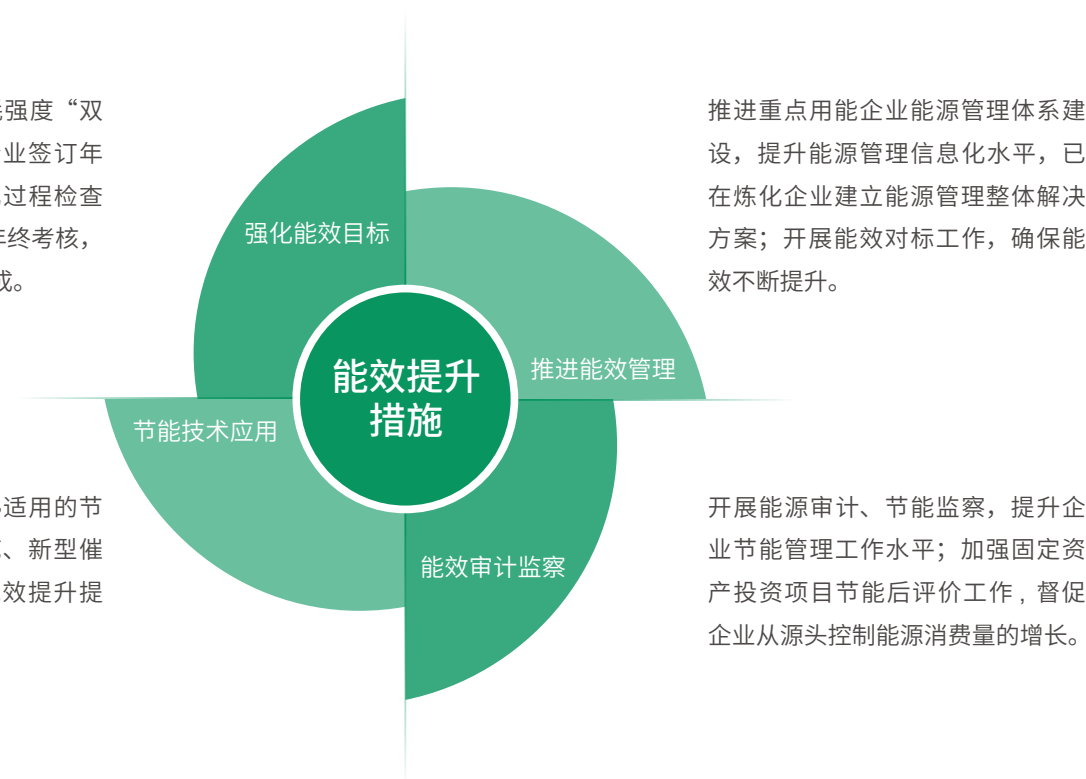 强度“双
业签订年
过程检查
年终考核，
成。
强化能效目标
推进重点用能企业能源管理体系建
设，提升能源管理信息化水平，已
在炼化企业建立能源管理整体解决
方案；开展能效对标工作，确保能
效不断提升。
推进能效管理
能效提升
措施
节能技术应用
适用的节
、新型催
效提升提
能效审计监察
开展能源审计、节能监察，提升企
业节能管理工作水平；加强固定资
产投资项目节能后评价工作，督促
企业从源头控制能源消费量的增长。